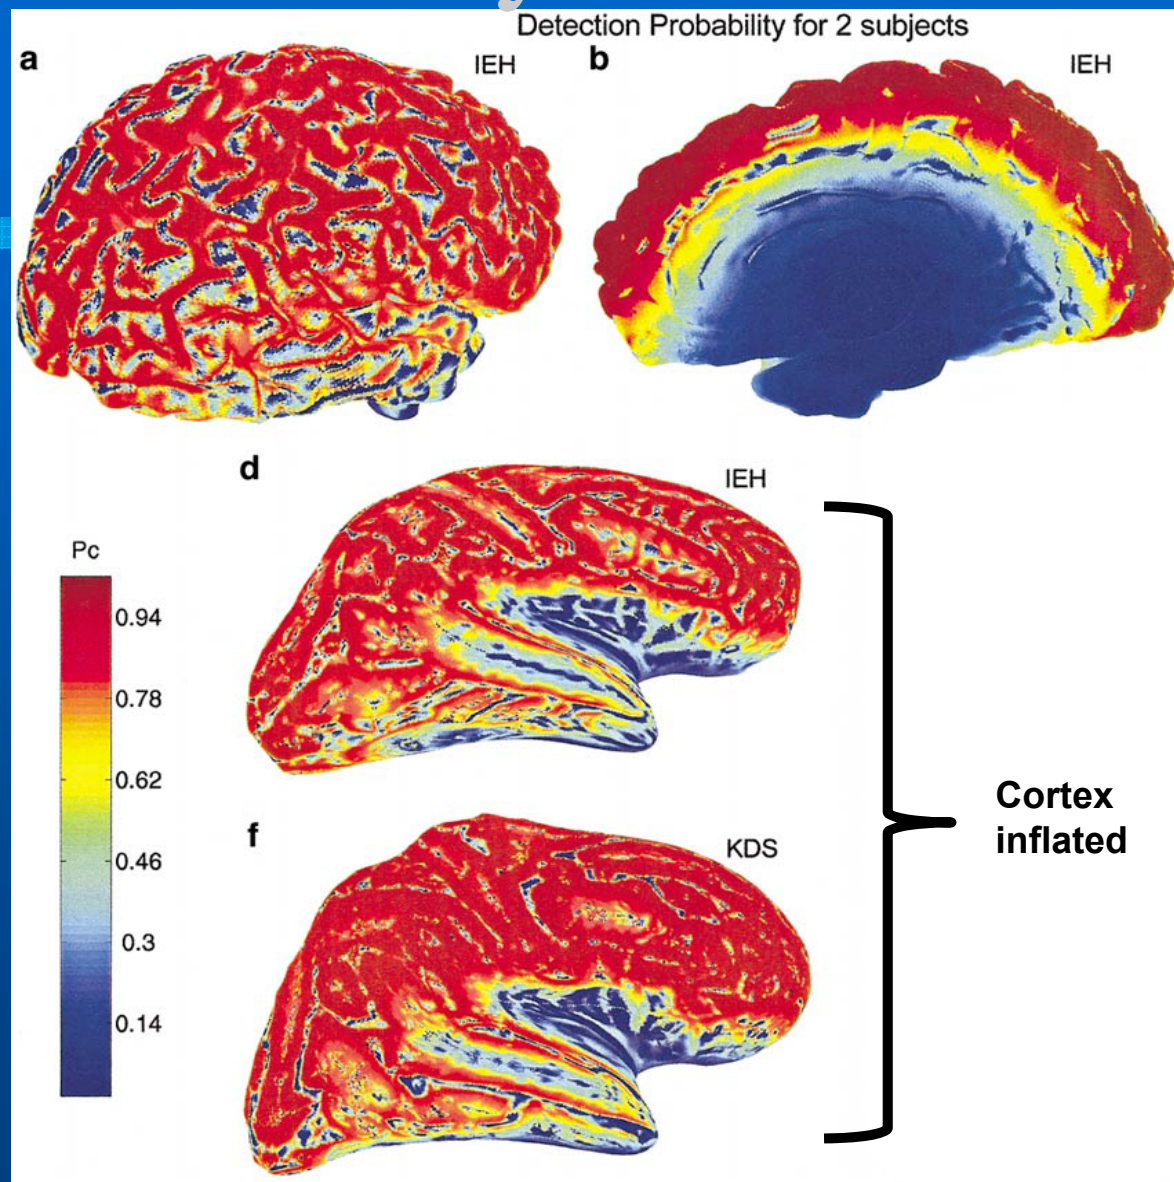 Detection Probability for 2 subjects
a
IEH
b
IEH
d
IEH
Pc
0.94
0.78
0.62
0.46
0.3
0.14
f
KDS
Cortex
inflated